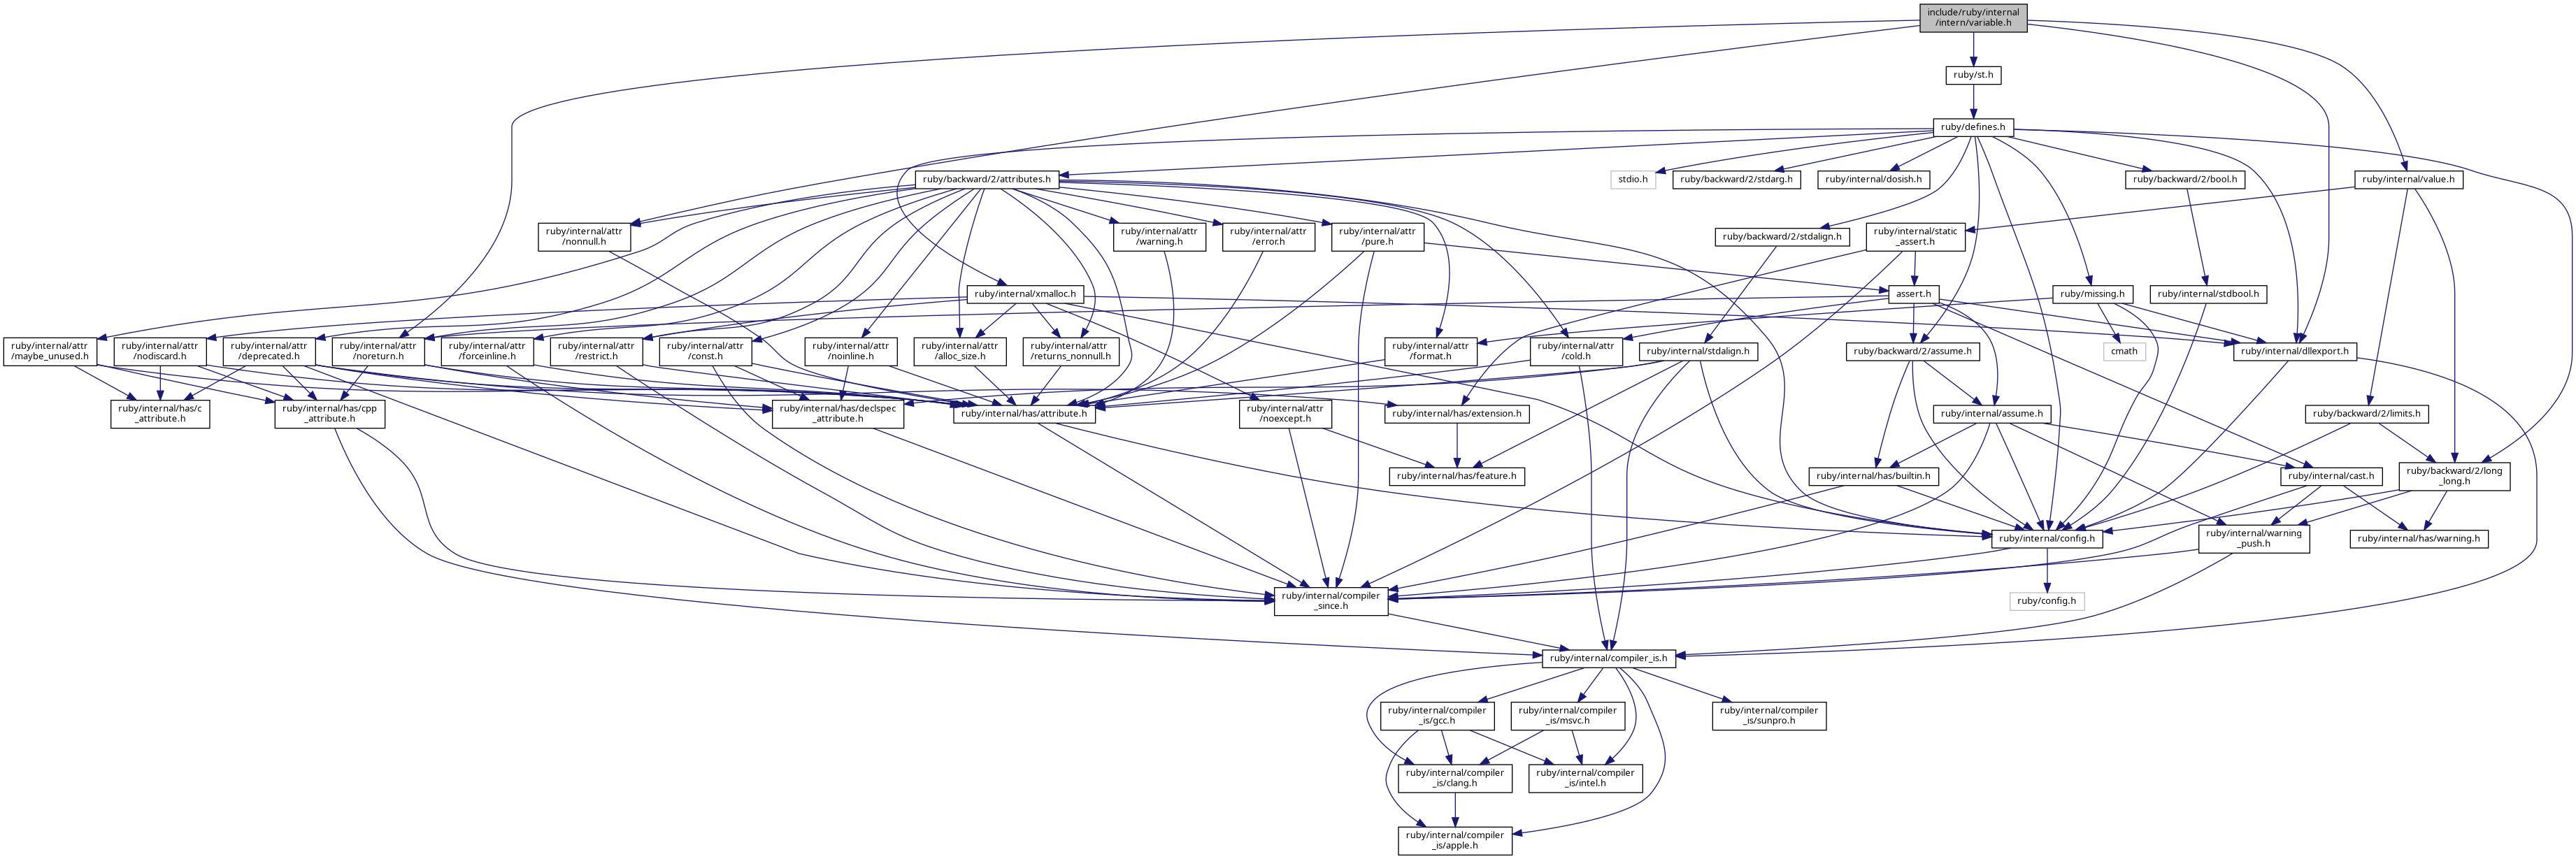 include/ruby/internal
/intern/variable.h
ruby/st.h
ruby/defines.h
ruby/backward/2/attributes.h
stdio.h
ruby/backward/2/stdarg.h
ruby/internal/dosish.h
ruby/backward/2/bool.h
ruby/internal/value.h
ruby/internal/attr
/nonnull.h
ruby/internal/attr
/warning.h
ruby/internal/attr
/error.h
ruby/internal/attr
/pure.h
ruby/backward/2/stdalign.h
ruby/internal/static
_assert.h
ruby/internal/xmalloc.h
assert.h
ruby/missing.h
ruby/internal/stdbool.h
ruby/internal/attr
/maybe_unused.h
ruby/internal/attr
/nodiscard.h
ruby/internal/attr
/deprecated.h
ruby/internal/attr
/noreturn.h
ruby/internal/attr
/forceinline.h
ruby/internal/attr
/restrict.h
ruby/internal/attr
/const.h
ruby/internal/attr
/noinline.h
ruby/internal/attr
/alloc_size.h
ruby/internal/attr
/returns_nonnull.h
ruby/internal/attr
/format.h
ruby/internal/attr
/cold.h
ruby/internal/stdalign.h
ruby/backward/2/assume.h
cmath
ruby/internal/dllexport.h
ruby/internal/has/c
_attribute.h
ruby/internal/has/cpp
_attribute.h
ruby/internal/has/declspec
_attribute.h
ruby/internal/has/attribute.h
ruby/internal/attr
/noexcept.h
ruby/internal/has/extension.h
ruby/internal/assume.h
ruby/backward/2/limits.h
ruby/internal/has/feature.h
ruby/internal/has/builtin.h
ruby/internal/cast.h
ruby/backward/2/long
_long.h
ruby/internal/config.h
ruby/internal/warning
_push.h
ruby/internal/has/warning.h
ruby/internal/compiler
_since.h
ruby/config.h
ruby/internal/compiler_is.h
ruby/internal/compiler
_is/gcc.h
ruby/internal/compiler
_is/msvc.h
ruby/internal/compiler
_is/sunpro.h
ruby/internal/compiler
_is/clang.h
ruby/internal/compiler
_is/intel.h
ruby/internal/compiler
_is/apple.h